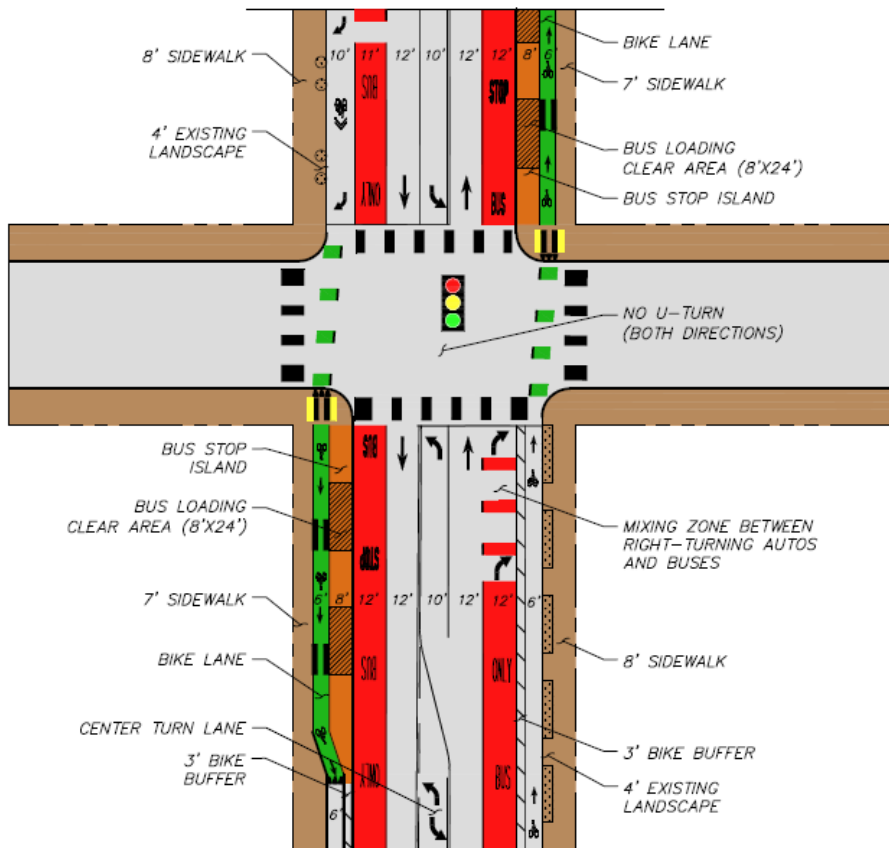 BIKE LANE
8' SIDEWALK
10' 11' 12' 10' 12' 12' 8' 6'
7' SIDEWALK
BUS
STOP
4' EXISTING
LANDSCAPE
BUS LOADING
CLEAR AREA (8'X24')
ONLY
BUS
BUS STOP ISLAND
NO U-TURN
(BOTH DIRECTIONS)
BUS
BUS STOP
ISLAND
BUS LOADING
CLEAR AREA (8'X24')
MIXING ZONE BETWEEN
RIGHT-TURNING AUTOS
AND BUSES
STOP
7' SIDEWALK
6' 8' 12' 12' 10' 12' 12' 6'
BUS
ONLY
8' SIDEWALK
BIKE LANE
CENTER TURN LANE
3' BIKE
BUFFER
3' BIKE BUFFER
ONLY
BUS
4' EXISTING
LANDSCAPE
6'